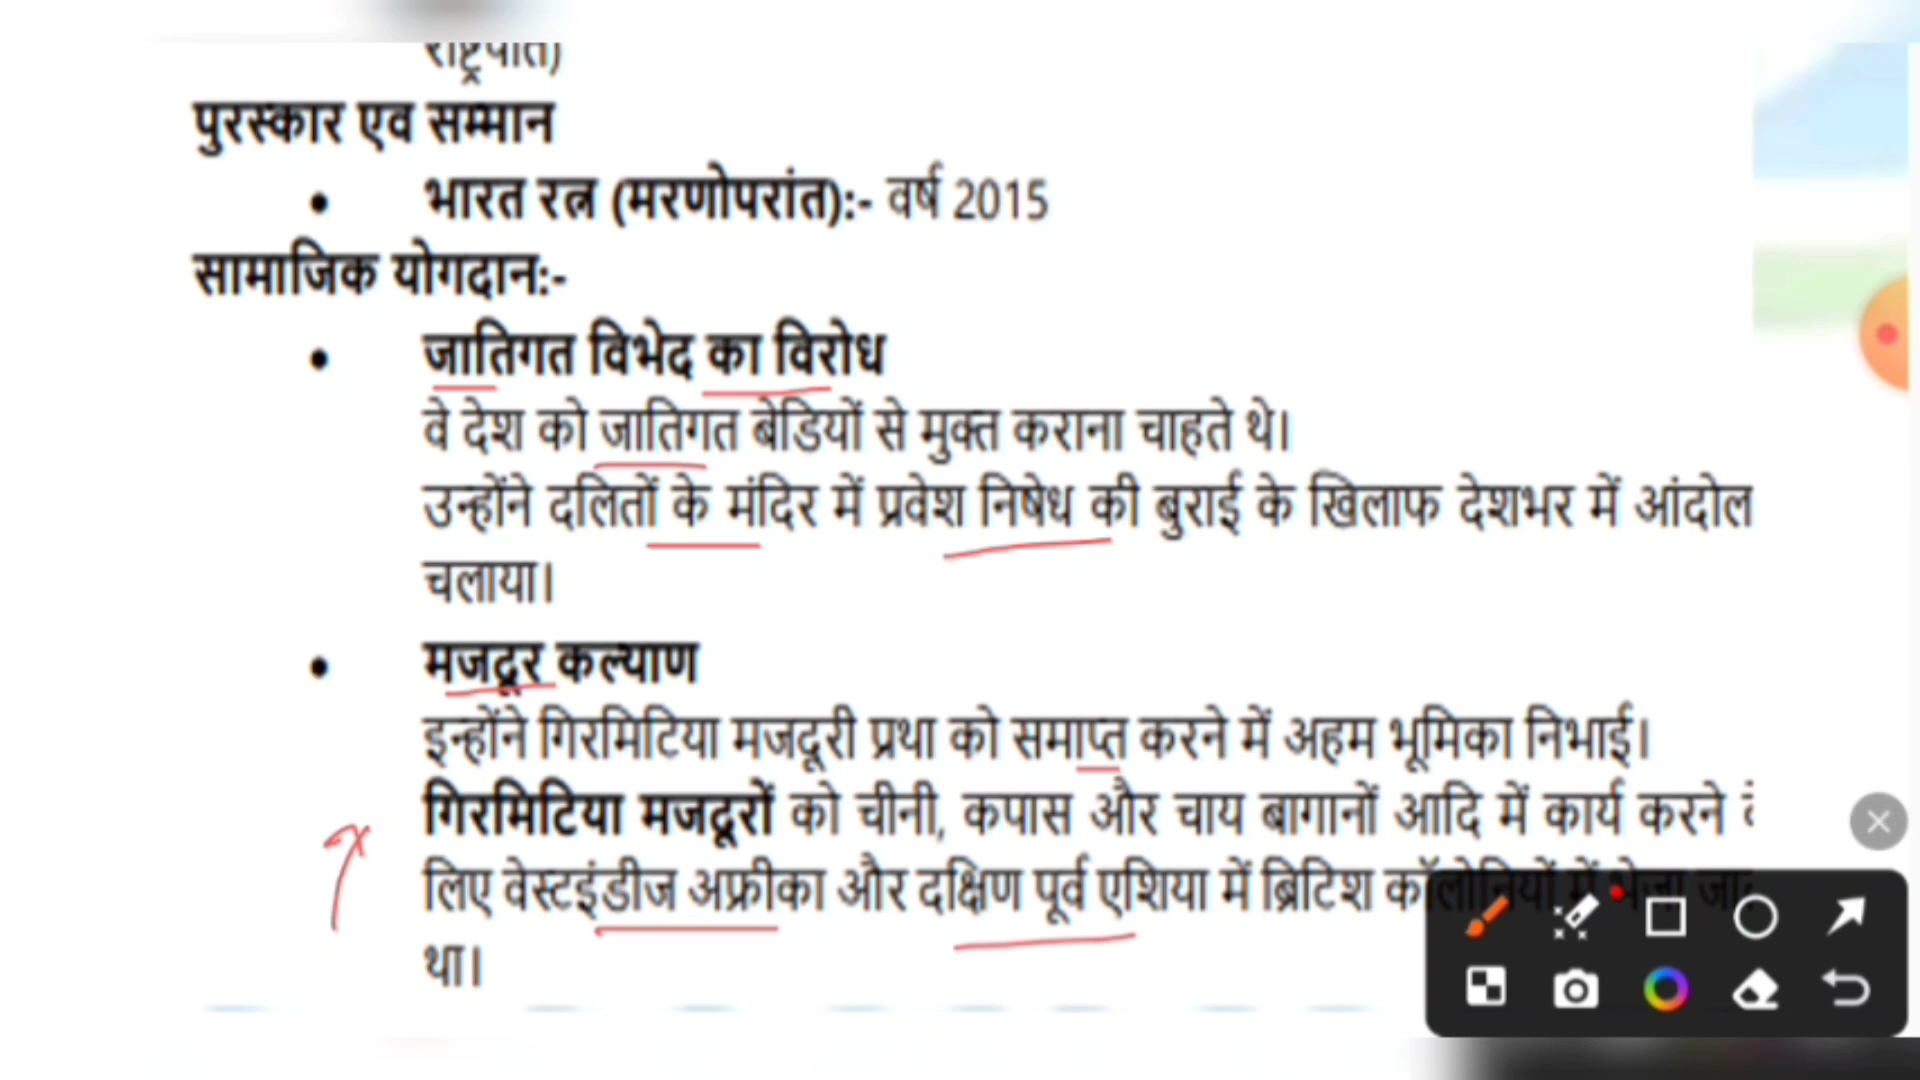 राष्ट्रपति)
पुरस्कार एव सम्मान
• भारत रत्न (मरणोपरांत):- वर्ष 2015
सामाजिक योगदान:-
• जातिगत विभेद का विरोध
वे देश को जातिगत बेडियों से मुक्त कराना चाहते थे।
उन्होंने दलितों के मंदिर में प्रवेश निषेध की बुराई के खिलाफ देशभर में आंदोल
चलाया।
• मजदूर कल्याण
इन्होंने गिरमिटिया मजदूरी प्रथा को समाप्त करने में अहम भूमिका निभाई।
गिरमिटिया मजदूरों को चीनी, कपास और चाय बागानों आदि में कार्य करने
लिए वेस्टइंडीज अफ्रीका और दक्षिण पूर्व एशिया में ब्रिटिश कॉलोनियों में भेजा
था।